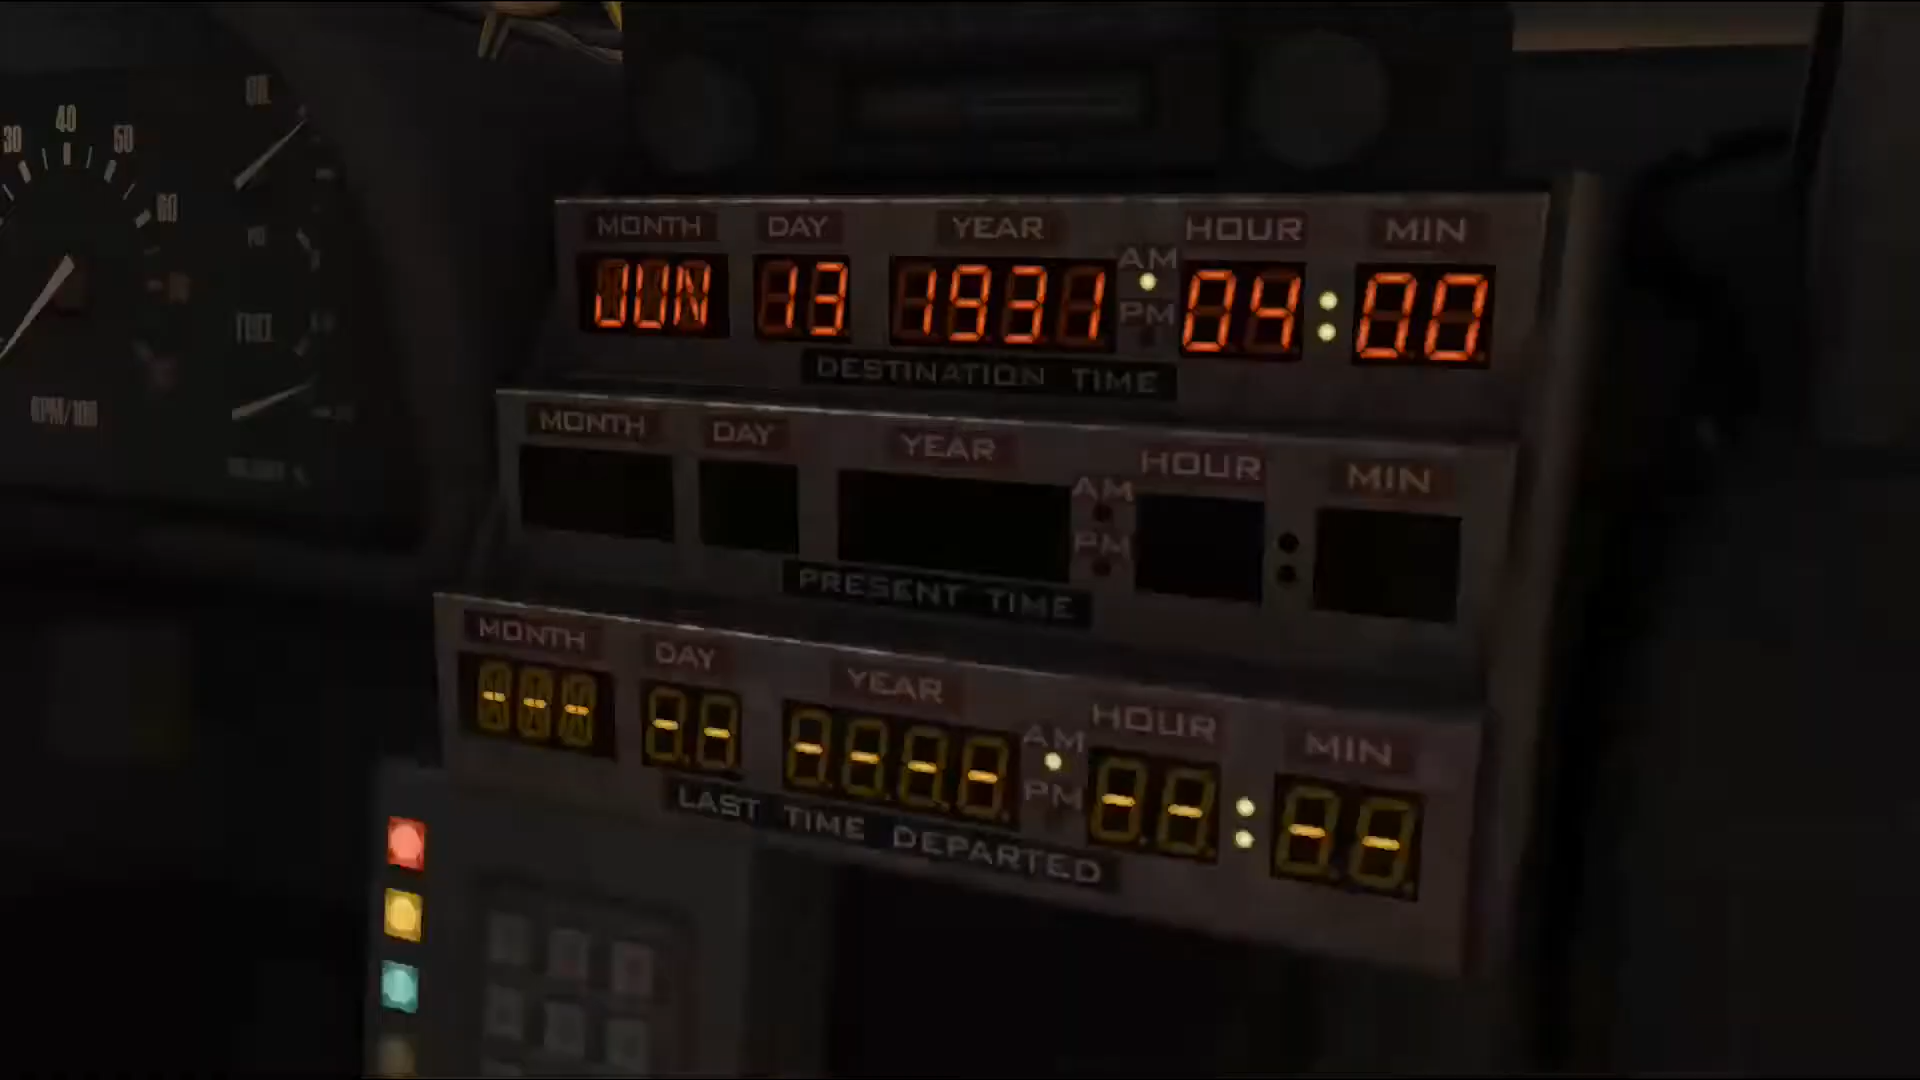 OIL
30 40 50
60
FUEL
RPM/100
MONTH DAY YEAR HOUR MIN
JUN 13 1931 AM PM 04:00
DESTINATION TIME
MONTH DAY YEAR HOUR MIN
AM PM :
PRESENT TIME
MONTH DAY YEAR HOUR MIN
--- -- ---- AM PM --:--
LAST TIME DEPARTED